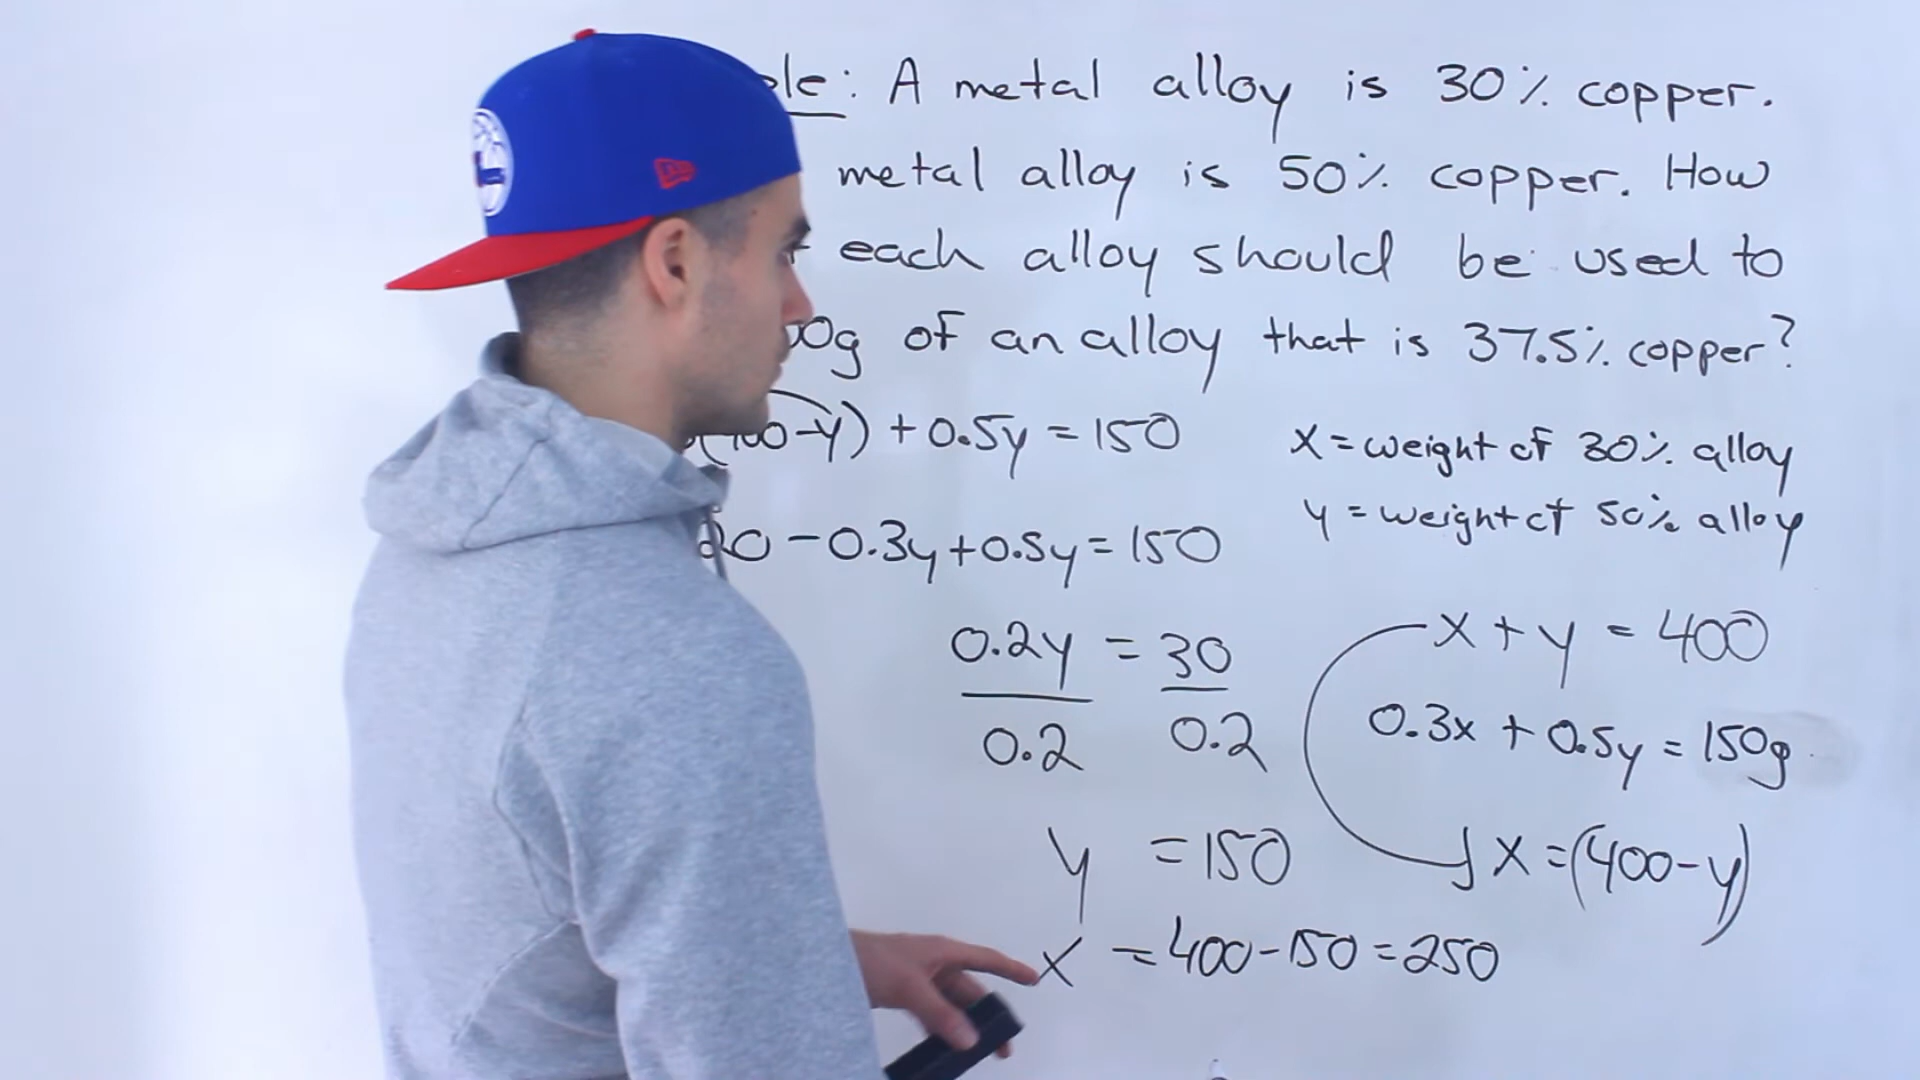 : A metal alloy is 30% copper.
metal alloy is 50% copper. How
each alloy should be used to
00g of an alloy that is 37.5% copper?
(400-y) + 0.5y = 150
x = weight of 30% alloy
y = weight of 50% alloy
20 - 0.3y + 0.5y = 150
0.2y = 30
0.2 0.2
x + y = 400
0.3x + 0.5y = 150g
y = 150
x = (400-y)
x = 400-150 = 250